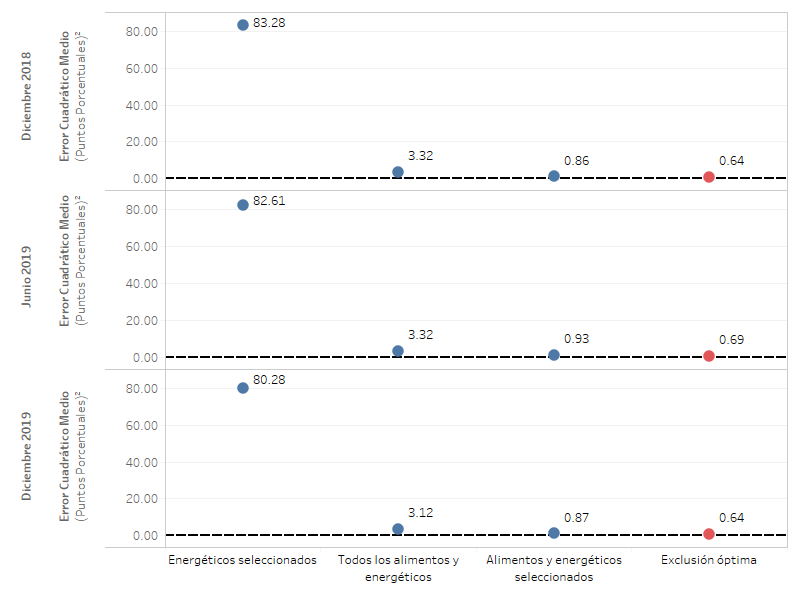 Diciembre 2018
Error Cuadrático Medio
(Puntos Porcentuales)²
80.00
60.00
40.00
20.00
0.00
83.28
3.32
0.86
0.64
Junio 2019
Error Cuadrático Medio
(Puntos Porcentuales)²
80.00
60.00
40.00
20.00
0.00
82.61
3.32
0.93
0.69
Diciembre 2019
Error Cuadrático Medio
(Puntos Porcentuales)²
80.00
60.00
40.00
20.00
0.00
80.28
3.12
0.87
0.64
Energéticos seleccionados
Todos los alimentos y
energéticos
Alimentos y energéticos
seleccionados
Exclusión óptima